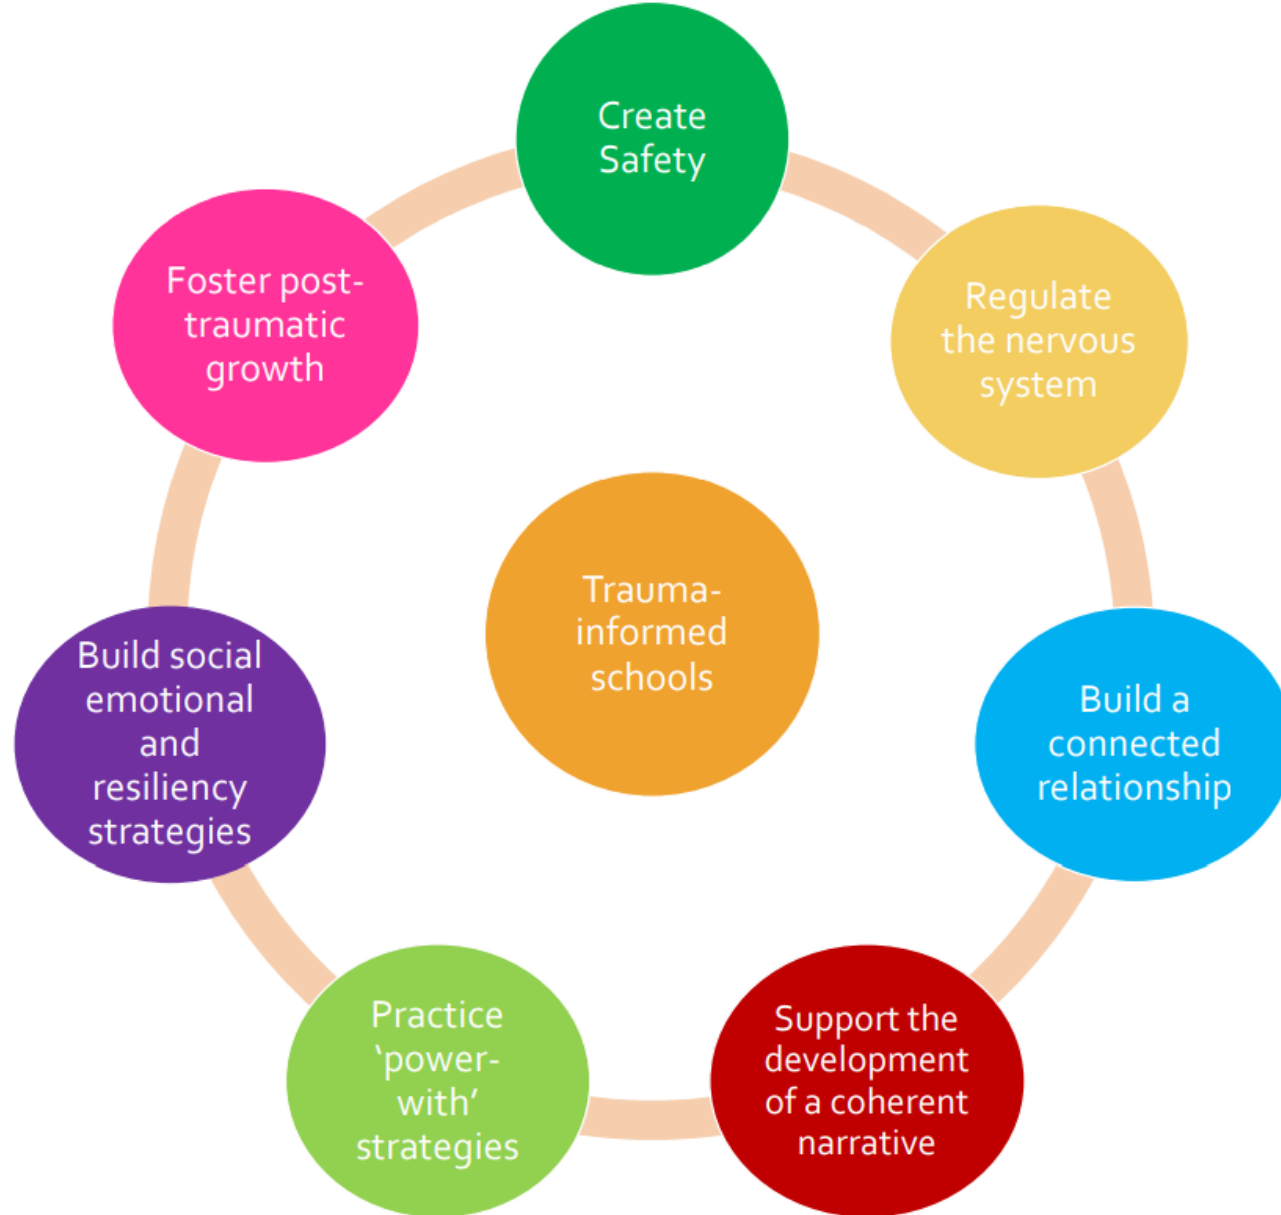 Create
Safety
Regulate
the nervous
system
Build a
connected
relationship
Support the
development
of a coherent
narrative
Practice
‘power-
with’
strategies
Build social
emotional
and
resiliency
strategies
Foster post-
traumatic
growth
Trauma-
informed
schools